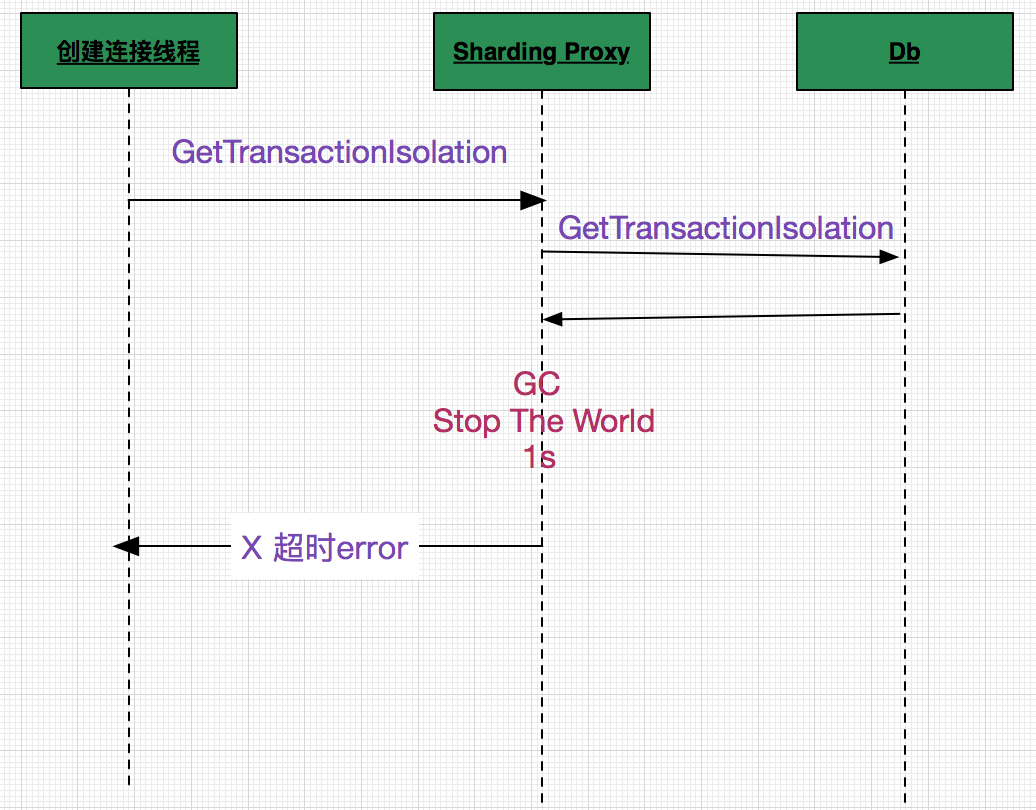 创建连接线程
Sharding Proxy
Db
GetTransactionIsolation
GetTransactionIsolation
GC
Stop The World
1s
X 超时error